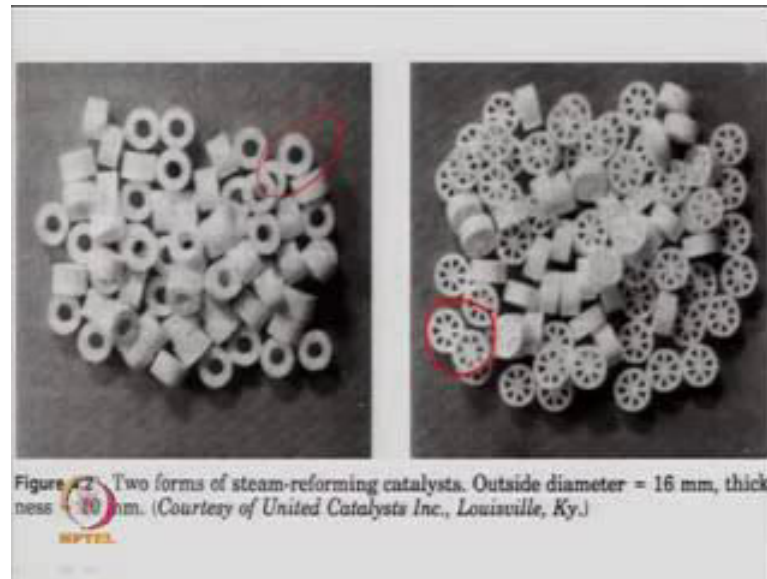 Figure Two forms of steam-reforming catalysts. Outside diameter = 16 mm, thick
ness mm. (Courtesy of United Catalysts Inc., Louisville, Ky.)
NPTEL